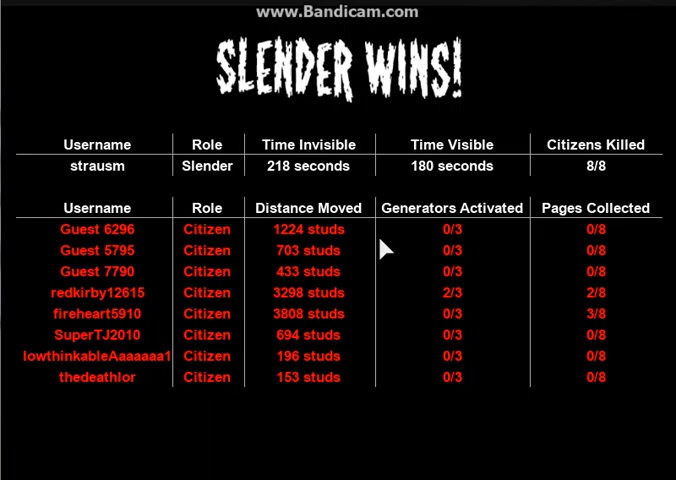 www.Bandicam.com
SLENDER WINS!
Username Role Time Invisible Time Visible Citizens Killed
strausm Slender 218 seconds 180 seconds 8/8
Username Role Distance Moved Generators Activated Pages Collected
Guest 6296 Citizen 1224 studs 0/3 0/8
Guest 5795 Citizen 703 studs 0/3 0/8
Guest 7790 Citizen 433 studs 0/3 0/8
redkirby12615 Citizen 3298 studs 2/3 2/8
fireheart5910 Citizen 3808 studs 0/3 3/8
SuperTJ2010 Citizen 694 studs 0/3 0/8
lowthinkableAaaaaaa1 Citizen 196 studs 0/3 0/8
thedeathlor Citizen 153 studs 0/3 0/8